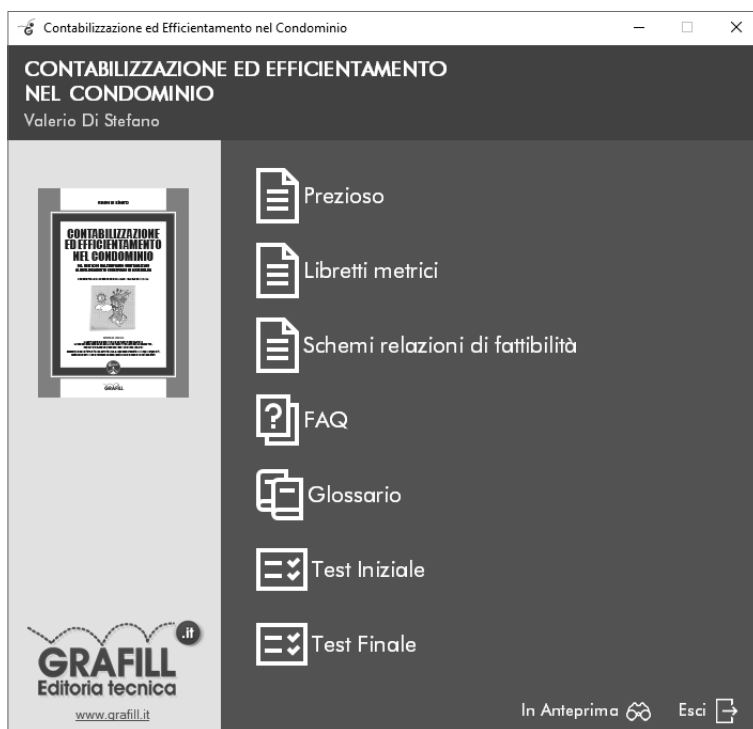 Contabilizzazione ed Efficientamento nel Condominio
CONTABILIZZAZIONE ED EFFICIENTAMENTO
NEL CONDOMINIO
Valerio Di Stefano
CONTABILIZZAZIONE
ED EFFICIENTAMENTO
NEL CONDOMINIO
GRAFILL
Prezioso
Libretti metrici
Schemi relazioni di fattibilità
FAQ
Glossario
Test Iniziale
Test Finale
GRAFILL.it
Editoria tecnica
www.grafill.it
In Anteprima
Esci